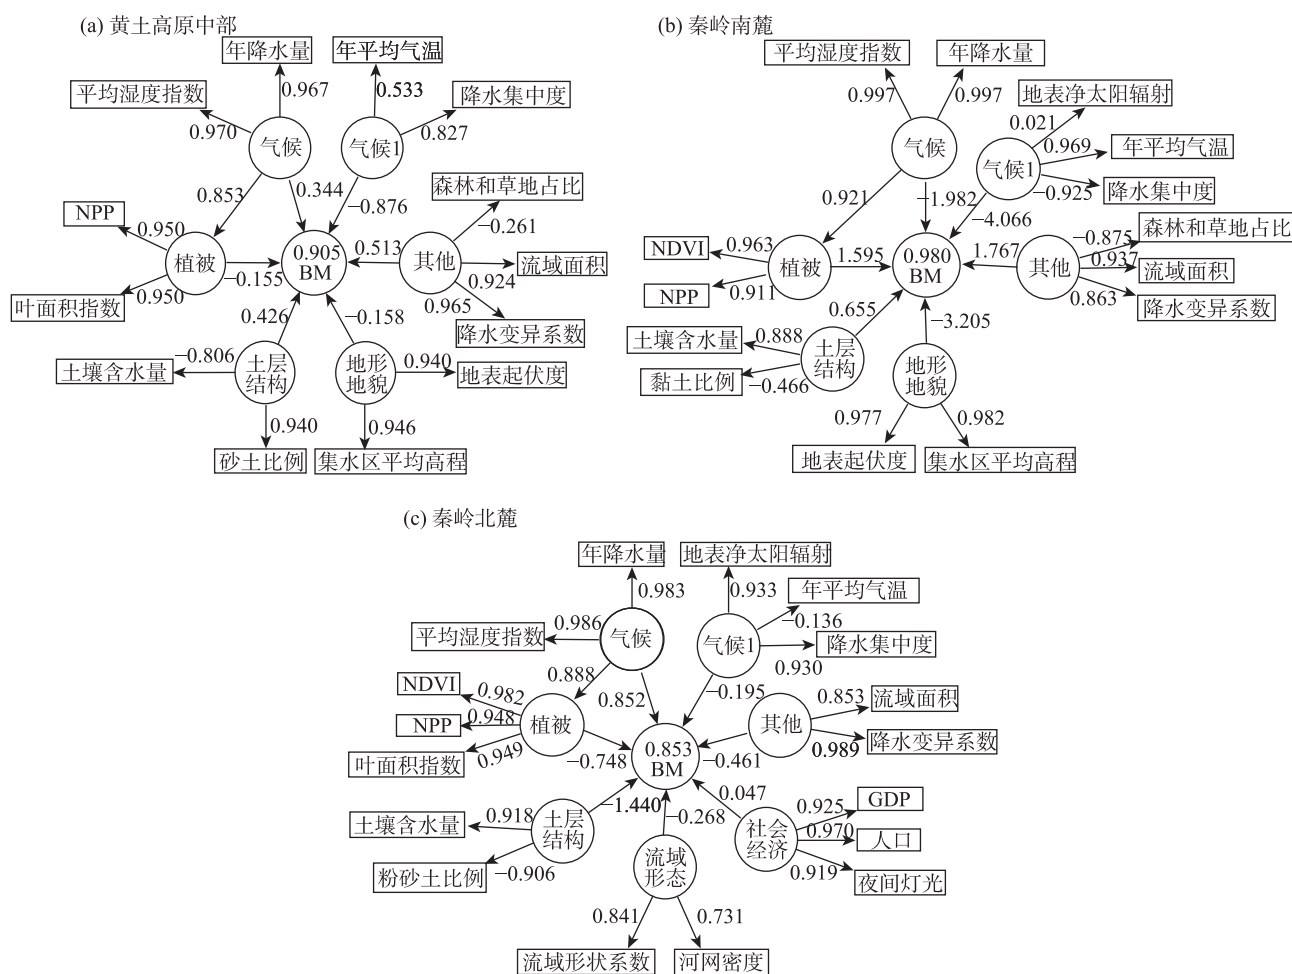 (a) 黄土高原中部
年降水量
年平均气温
平均湿度指数
0.967
0.533
降水集中度
0.970
气候
气候1
0.827
0.853
0.344
−0.876
森林和草地占比
−0.261
NPP
0.950
植被
−0.155
0.905
BM
0.513
其他
0.924
流域面积
叶面积指数
0.950
0.965
降水变异系数
0.426
−0.158
−0.806
土壤含水量
土层
结构
地形
地貌
0.940
地表起伏度
0.940
0.946
砂土比例
集水区平均高程
(b) 秦岭南麓
平均湿度指数
年降水量
0.997
0.997
地表净太阳辐射
0.021
气候
气候1
0.969
年平均气温
−0.925
降水集中度
0.921
−1.982
−4.066
森林和草地占比
−0.875
NDVI
0.963
植被
1.595
0.980
BM
1.767
其他
0.937
流域面积
NPP
0.911
0.863
降水变异系数
0.655
−3.205
土壤含水量
0.888
土层
结构
黏土比例
−0.466
地形
地貌
0.977
0.982
地表起伏度
集水区平均高程
(c) 秦岭北麓
年降水量
地表净太阳辐射
0.983
0.933
年平均气温
−0.136
平均湿度指数
0.986
气候
气候1
降水集中度
0.930
0.888
0.852
−0.195
NDVI
0.982
0.853
流域面积
NPP
0.948
植被
其他
叶面积指数
0.949
−0.748
0.853
BM
−0.461
0.989
降水变异系数
−1.440
−0.268
0.047
土壤含水量
0.918
土层
结构
粉砂土比例
−0.906
流域
形态
社会
经济
0.925
GDP
0.970
人口
0.919
夜间灯光
0.841
0.731
流域形状系数
河网密度